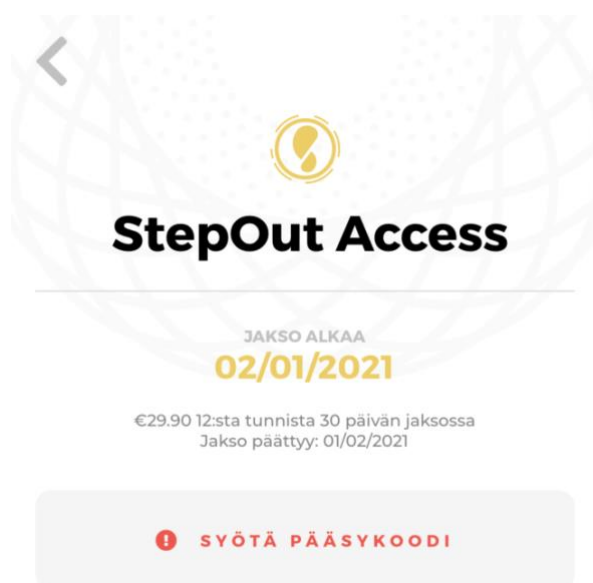 StepOut Access
JAKSO ALKAA
02/01/2021
€29.90 12:sta tunnista 30 päivän jaksossa
Jakso päättyy: 01/02/2021
SYÖTÄ PÄÄSYKOODI